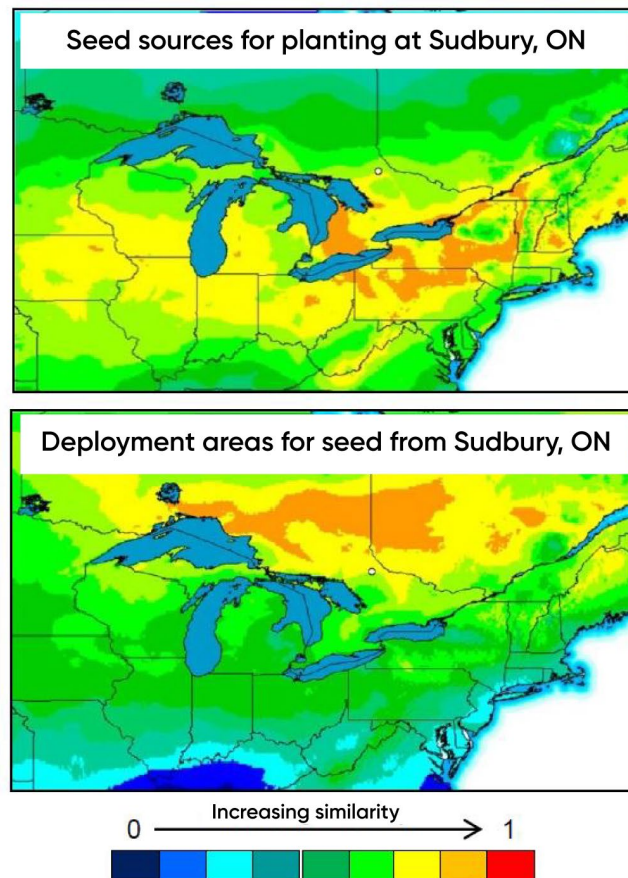 Seed sources for planting at Sudbury, ON
Deployment areas for seed from Sudbury, ON
Increasing similarity
0 1